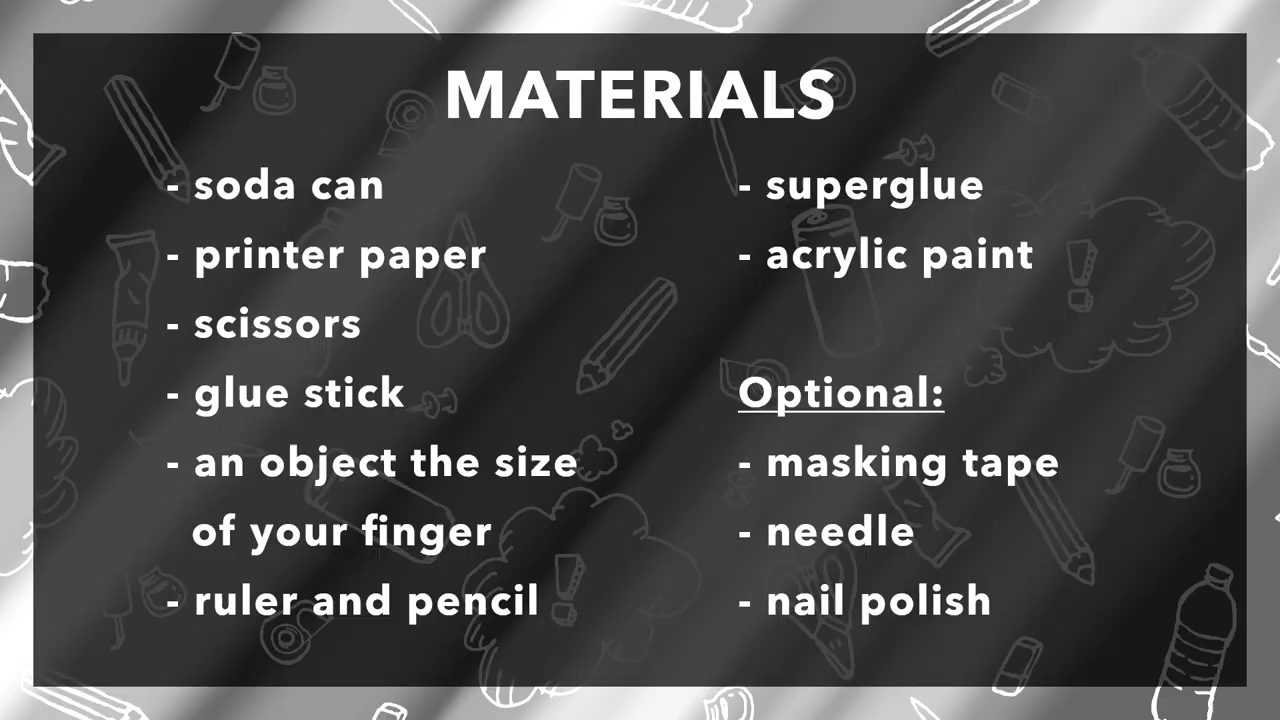 MATERIALS
- soda can
- printer paper
- scissors
- glue stick
- an object the size
of your finger
- ruler and pencil
- superglue
- acrylic paint
Optional:
- masking tape
- needle
- nail polish